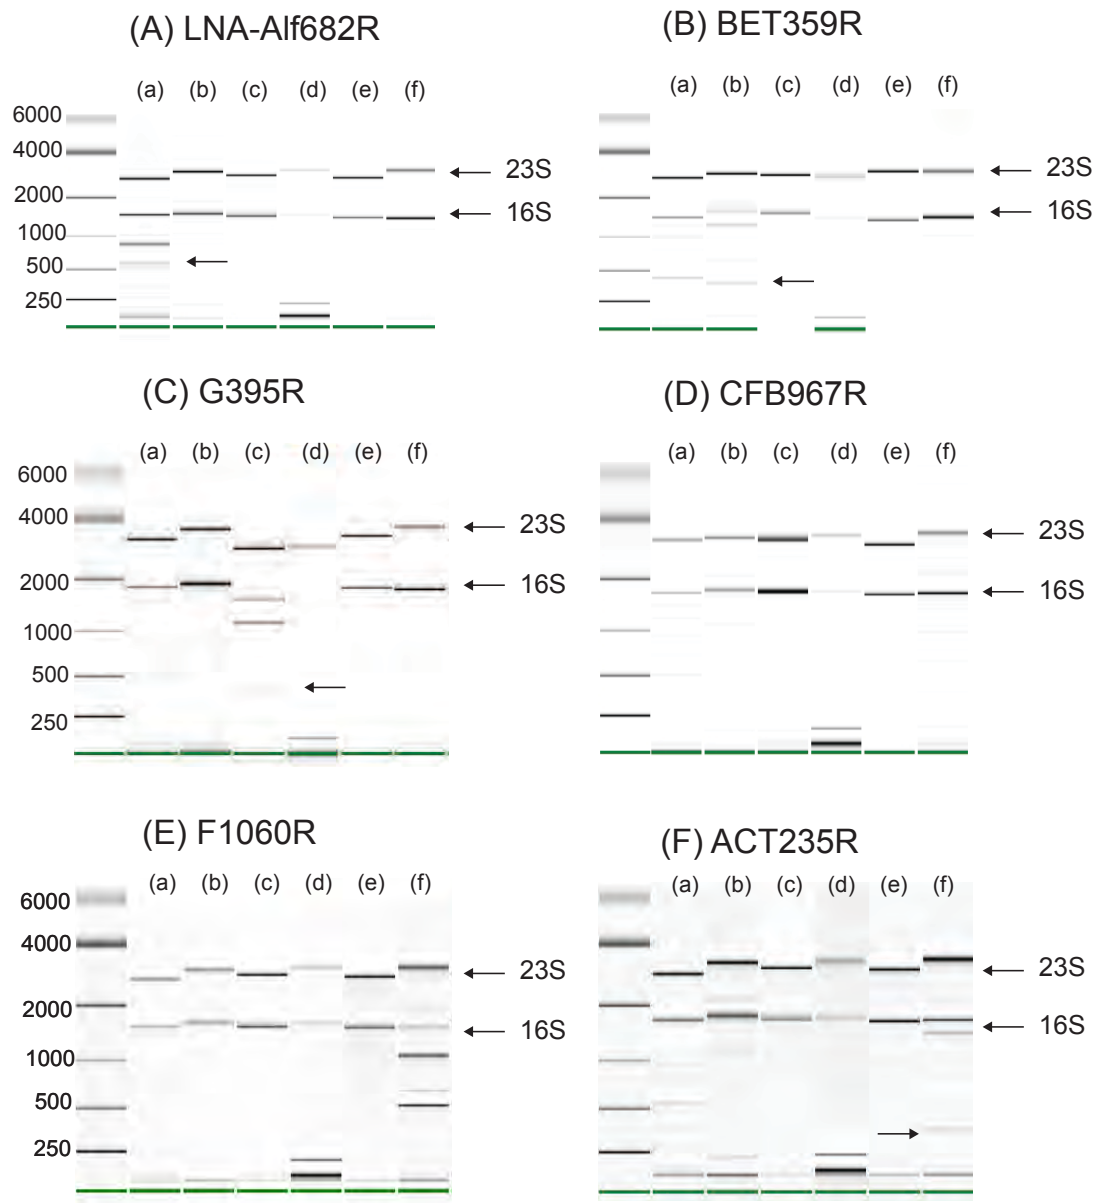 (A) LNA-Alf682R
(a) (b) (c) (d) (e) (f)
6000
4000
2000
1000
500
250
23S
16S
(B) BET359R
(a) (b) (c) (d) (e) (f)
23S
16S
(C) G395R
(a) (b) (c) (d) (e) (f)
6000
4000
2000
1000
500
250
23S
16S
(D) CFB967R
(a) (b) (c) (d) (e) (f)
23S
16S
(E) F1060R
(a) (b) (c) (d) (e) (f)
6000
4000
2000
1000
500
250
23S
16S
(F) ACT235R
(a) (b) (c) (d) (e) (f)
23S
16S